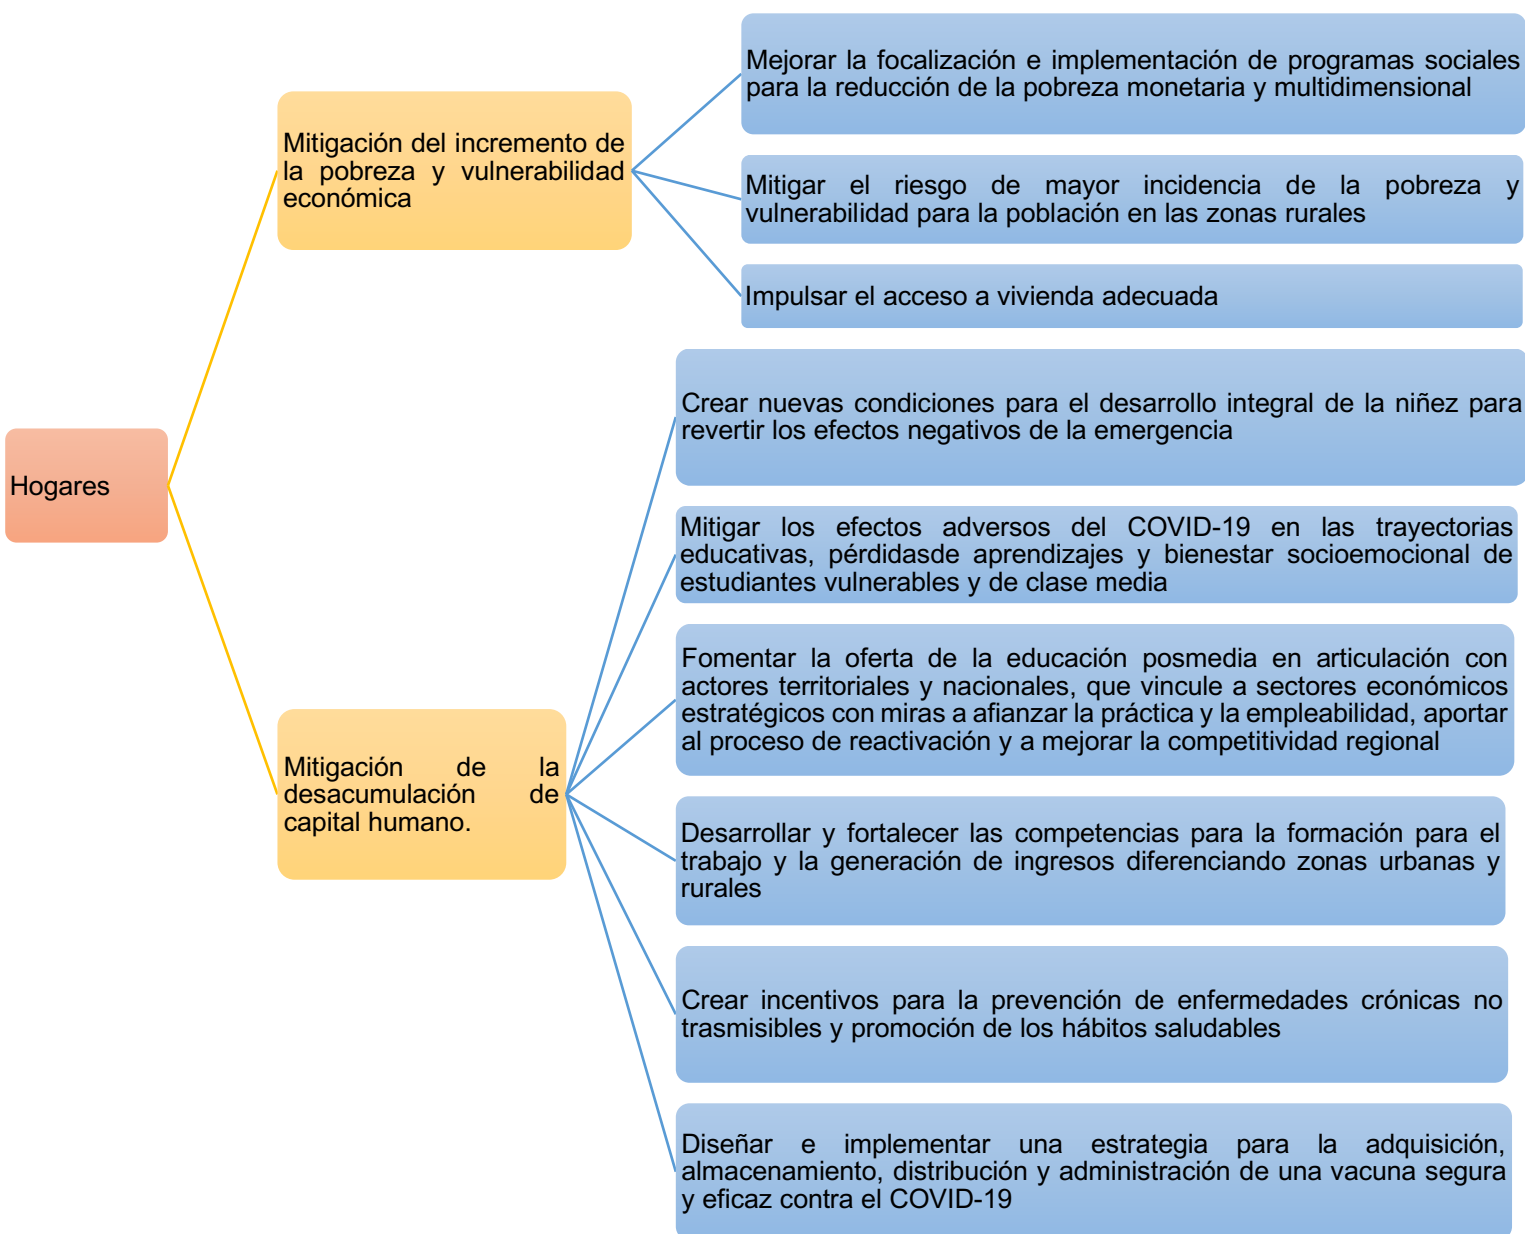 Hogares
Mitigación del incremento de
la pobreza y vulnerabilidad
económica
Mejorar la focalización e implementación de programas sociales
para la reducción de la pobreza monetaria y multidimensional
Mitigar el riesgo de mayor incidencia de la pobreza y
vulnerabilidad para la población en las zonas rurales
Impulsar el acceso a vivienda adecuada
Mitigación de la
desacumulación de
capital humano.
Crear nuevas condiciones para el desarrollo integral de la niñez para
revertir los efectos negativos de la emergencia
Mitigar los efectos adversos del COVID-19 en las trayectorias
educativas, pérdidasde aprendizajes y bienestar socioemocional de
estudiantes vulnerables y de clase media
Fomentar la oferta de la educación posmedia en articulación con
actores territoriales y nacionales, que vincule a sectores económicos
estratégicos con miras a afianzar la práctica y la empleabilidad, aportar
al proceso de reactivación y a mejorar la competitividad regional
Desarrollar y fortalecer las competencias para la formación para el
trabajo y la generación de ingresos diferenciando zonas urbanas y
rurales
Crear incentivos para la prevención de enfermedades crónicas no
trasmisibles y promoción de los hábitos saludables
Diseñar e implementar una estrategia para la adquisición,
almacenamiento, distribución y administración de una vacuna segura
y eficaz contra el COVID-19